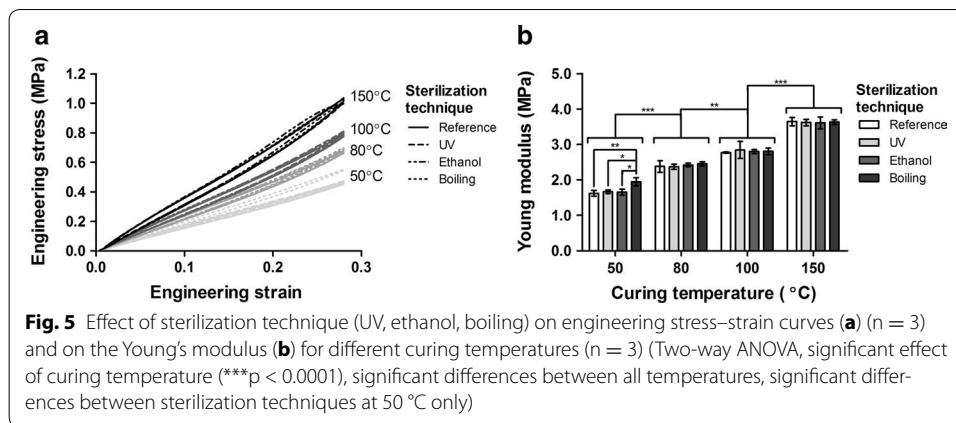 a
Engineering stress (MPa)
1.2
1.0
0.8
0.6
0.4
0.2
0.0
0.0 0.1 0.2 0.3
Engineering strain
150°C
100°C
80°C
50°C
Sterilization
technique
Reference
UV
Ethanol
Boiling
b
Young modulus (MPa)
5.0
4.0
3.0
2.0
1.0
0.0
***
**
***
**
*
*
50 80 100 150
Curing temperature ( °C)
Sterilization
technique
Reference
UV
Ethanol
Boiling
Fig. 5 Effect of sterilization technique (UV, ethanol, boiling) on engineering stress–strain curves (a) (n = 3)
and on the Young's modulus (b) for different curing temperatures (n = 3) (Two-way ANOVA, significant effect
of curing temperature (***p < 0.0001), significant differences between all temperatures, significant differ-
ences between sterilization techniques at 50 °C only)